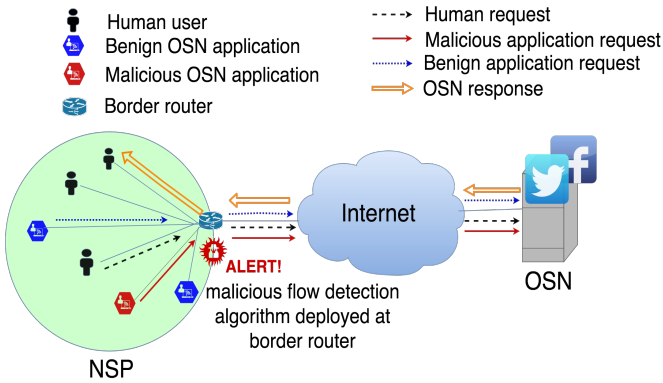 Human user
Benign OSN application
Malicious OSN application
Border router
Human request
Malicious application request
Benign application request
OSN response
Internet
ALERT!
malicious flow detection
algorithm deployed at
border router
NSP
OSN